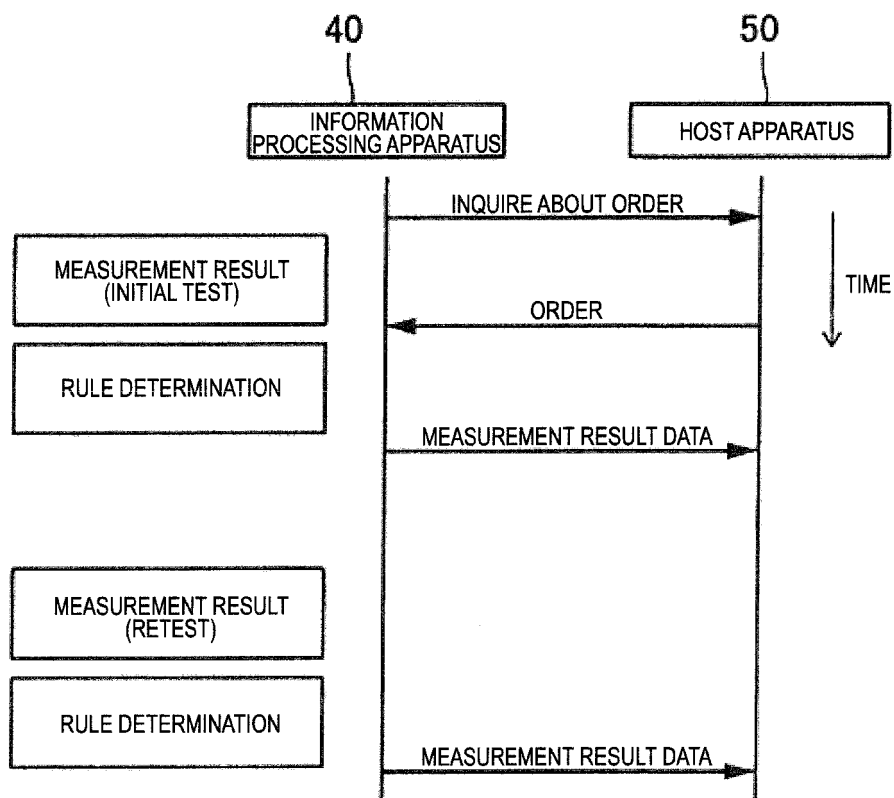 40
50
INFORMATION
PROCESSING APPARATUS
HOST APPARATUS
INQUIRE ABOUT ORDER
MEASUREMENT RESULT
(INITIAL TEST)
TIME
ORDER
RULE DETERMINATION
MEASUREMENT RESULT DATA
MEASUREMENT RESULT
(RETEST)
RULE DETERMINATION
MEASUREMENT RESULT DATA